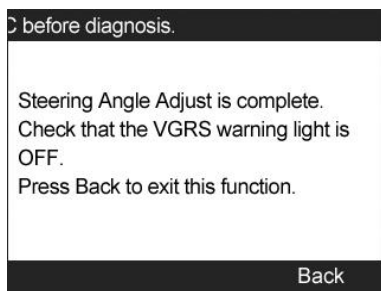 C before diagnosis.
Steering Angle Adjust is complete.
Check that the VGRS warning light is
OFF.
Press Back to exit this function.
Back